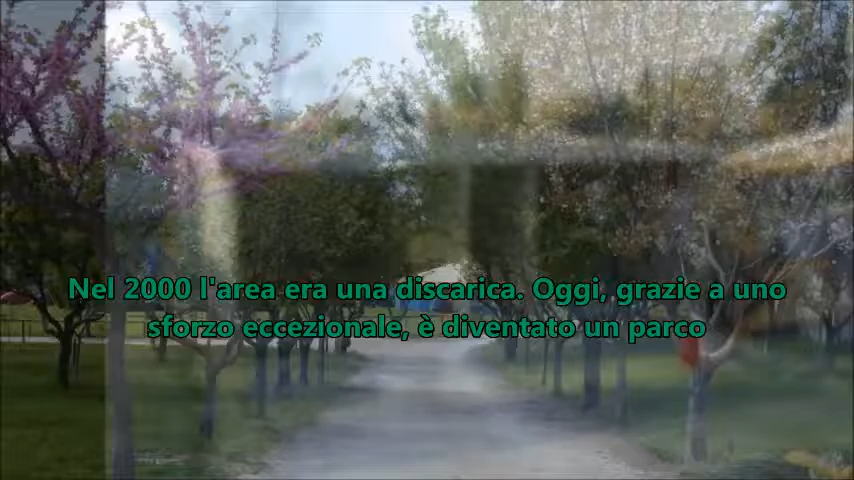 Nel 2000 l'area era una discarica. Oggi, grazie a uno
sforzo eccezionale, è diventato un parco